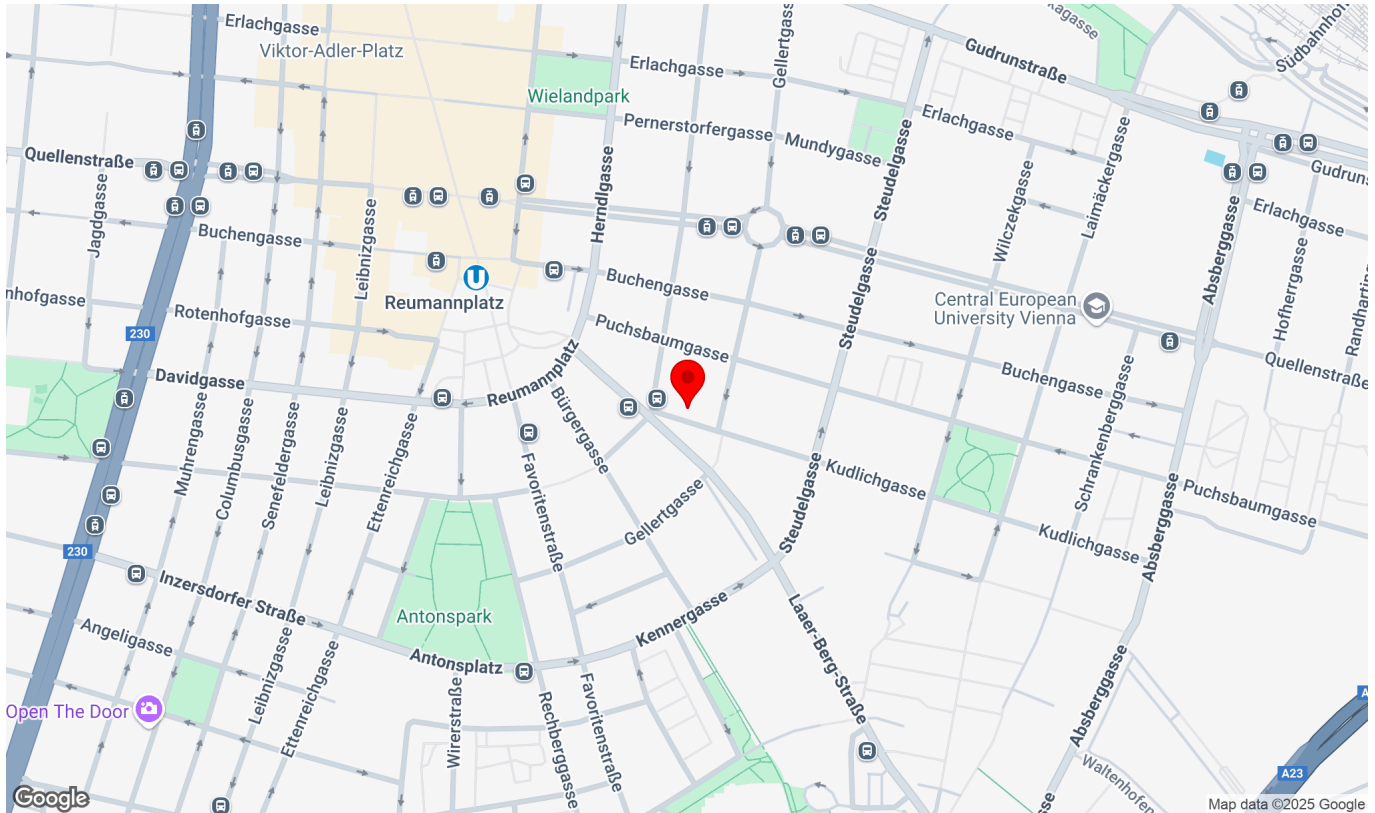 Erlachgasse
Viktor-Adler-Platz
Gellertgasse
Gudrunstraße
Südbahnhof
Erlachgasse
Wielandpark
Pernerstorfergasse
Mundygasse
Erlachgasse
Quellenstraße
Herndlgasse
Steudelgasse
Wilczekgasse
Laimäckergasse
Gudruns
Jagdgasse
Leibnizgasse
Buchengasse
Absberggasse
Erlachgasse
Hofherrgasse
Randharting
Reumannplatz
Buchengasse
Steudelgasse
Central European
University Vienna
nhofgasse
Rotenhofgasse
230
Puchsbaumgasse
Quellenstraße
Davidgasse
Reumannplatz
Buchengasse
Schrankenberggasse
Muhrengasse
Columbusgasse
Senefeldergasse
Leibnizgasse
Ettenreichgasse
Bürgergasse
Favoritenstraße
Kudlichgasse
Puchsbaumgasse
Gellertgasse
Steudelgasse
Kudlichgasse
Absberggasse
230
Inzersdorfer Straße
Antonspark
Kennergasse
Laaer-Berg-Straße
Angeligasse
Leibnizgasse
Ettenreichgasse
Antonsplatz
Wirerstraße
Rechberggasse
Favoritenstraße
Absberggasse
Open The Door
A
Waltenhofen
A23
sse
Google
Map data ©2025 Google